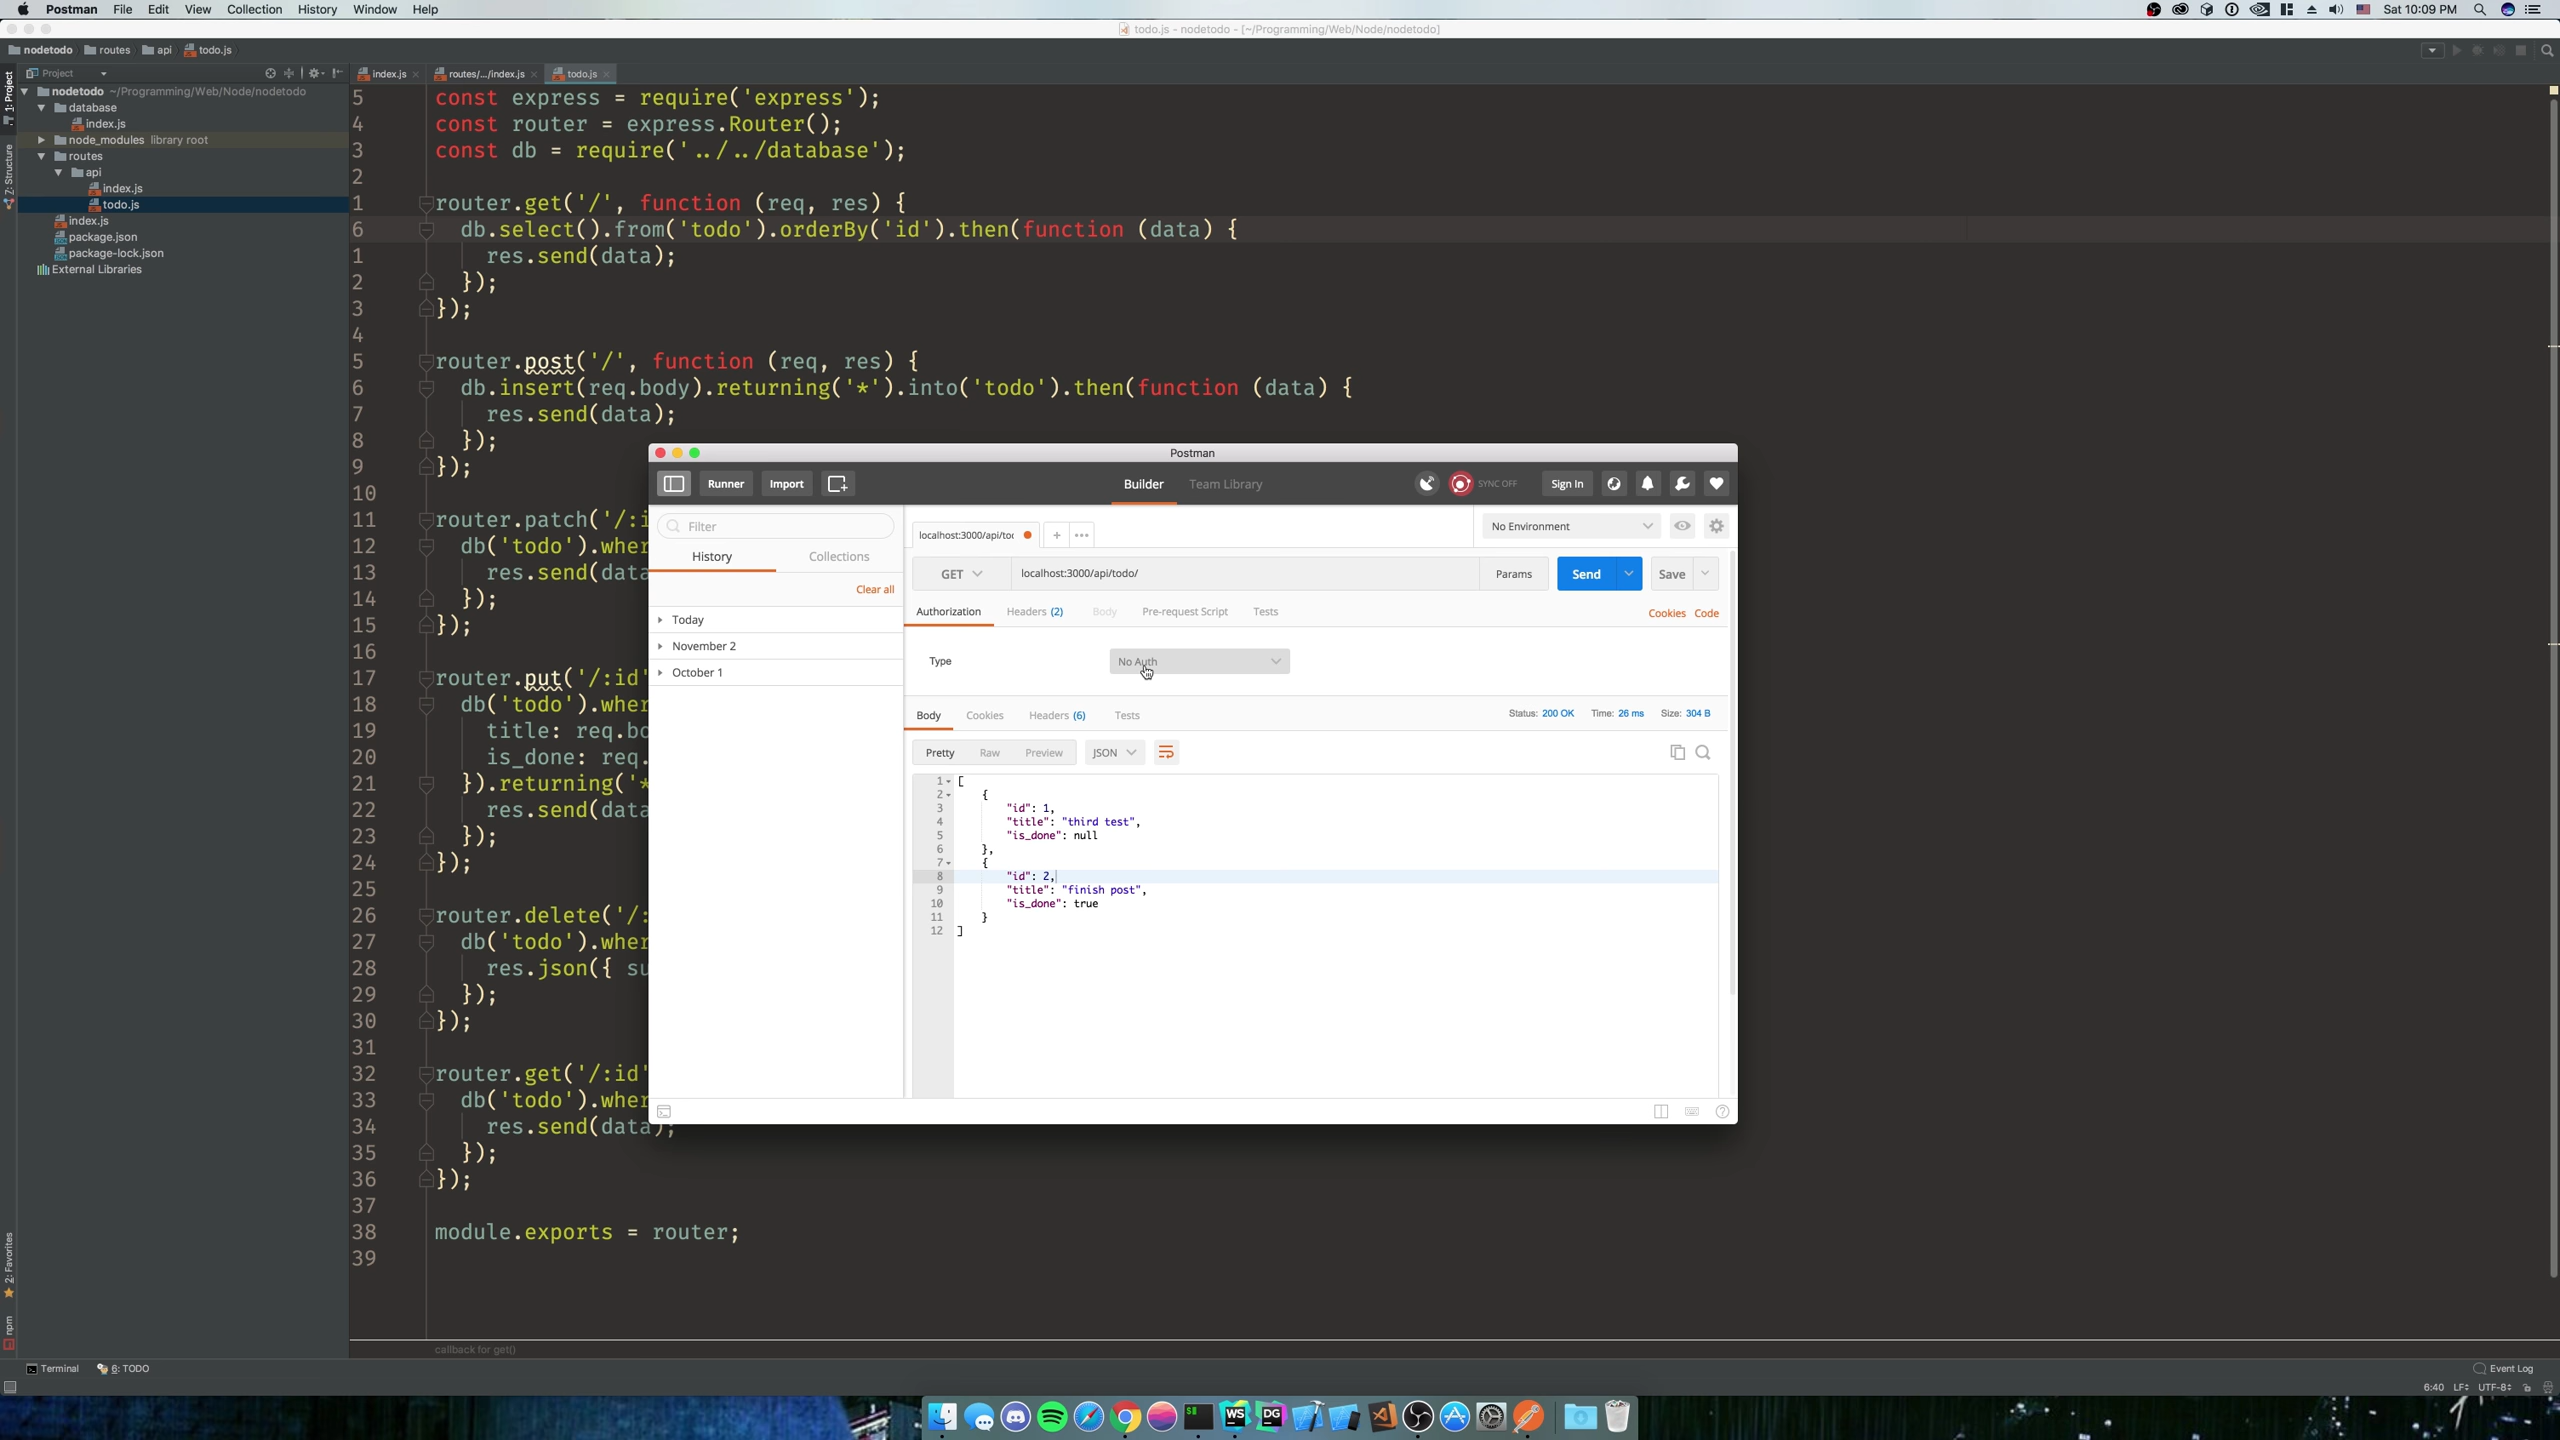 Postman File Edit View Collection History Window Help
Sat 10:09 PM
todo.js - nodetodo - [~/Programming/Web/Node/nodetodo]
nodetodo routes api todo.js
Project
index.js routes/.../index.js todo.js
nodetodo ~/Programming/Web/Node/nodetodo
database
index.js
node_modules library root
routes
api
index.js
todo.js
index.js
package.json
package-lock.json
External Libraries
1: Project
Z: Structure
2: Favorites
npm
5 const express = require('express');
4 const router = express.Router();
3 const db = require('../../database');
2
1 router.get('/', function (req, res) {
6 db.select().from('todo').orderBy('id').then(function (data) {
1 res.send(data);
2 });
3 });
4
5 router.post('/', function (req, res) {
6 db.insert(req.body).returning('*').into('todo').then(function (data) {
7 res.send(data);
8 });
9 });
10
11 router.patch('/:i
12 db('todo').wher
13 res.send(data
14 });
15 });
16
17 router.put('/:id'
18 db('todo').wher
19 title: req.bo
20 is_done: req.
21 }).returning('*
22 res.send(data
23 });
24 });
25
26 router.delete('/:
27 db('todo').wher
28 res.json({ su
29 });
30 });
31
32 router.get('/:id'
33 db('todo').wher
34 res.send(data);
35 });
36 });
37
38 module.exports = router;
39
callback for get()
Postman
Runner Import Builder Team Library SYNC OFF Sign In
Filter
History Collections
Clear all
Today
November 2
October 1
localhost:3000/api/toc + •••
No Environment
GET localhost:3000/api/todo/ Params Send Save
Authorization Headers (2) Body Pre-request Script Tests Cookies Code
Type No Auth
Body Cookies Headers (6) Tests Status: 200 OK Time: 26 ms Size: 304 B
Pretty Raw Preview JSON
1 [
2 {
3 "id": 1,
4 "title": "third test",
5 "is_done": null
6 },
7 {
8 "id": 2,
9 "title": "finish post",
10 "is_done": true
11 }
12 ]
Terminal 6: TODO Event Log
6:40 LF UTF-8
$ WS DG